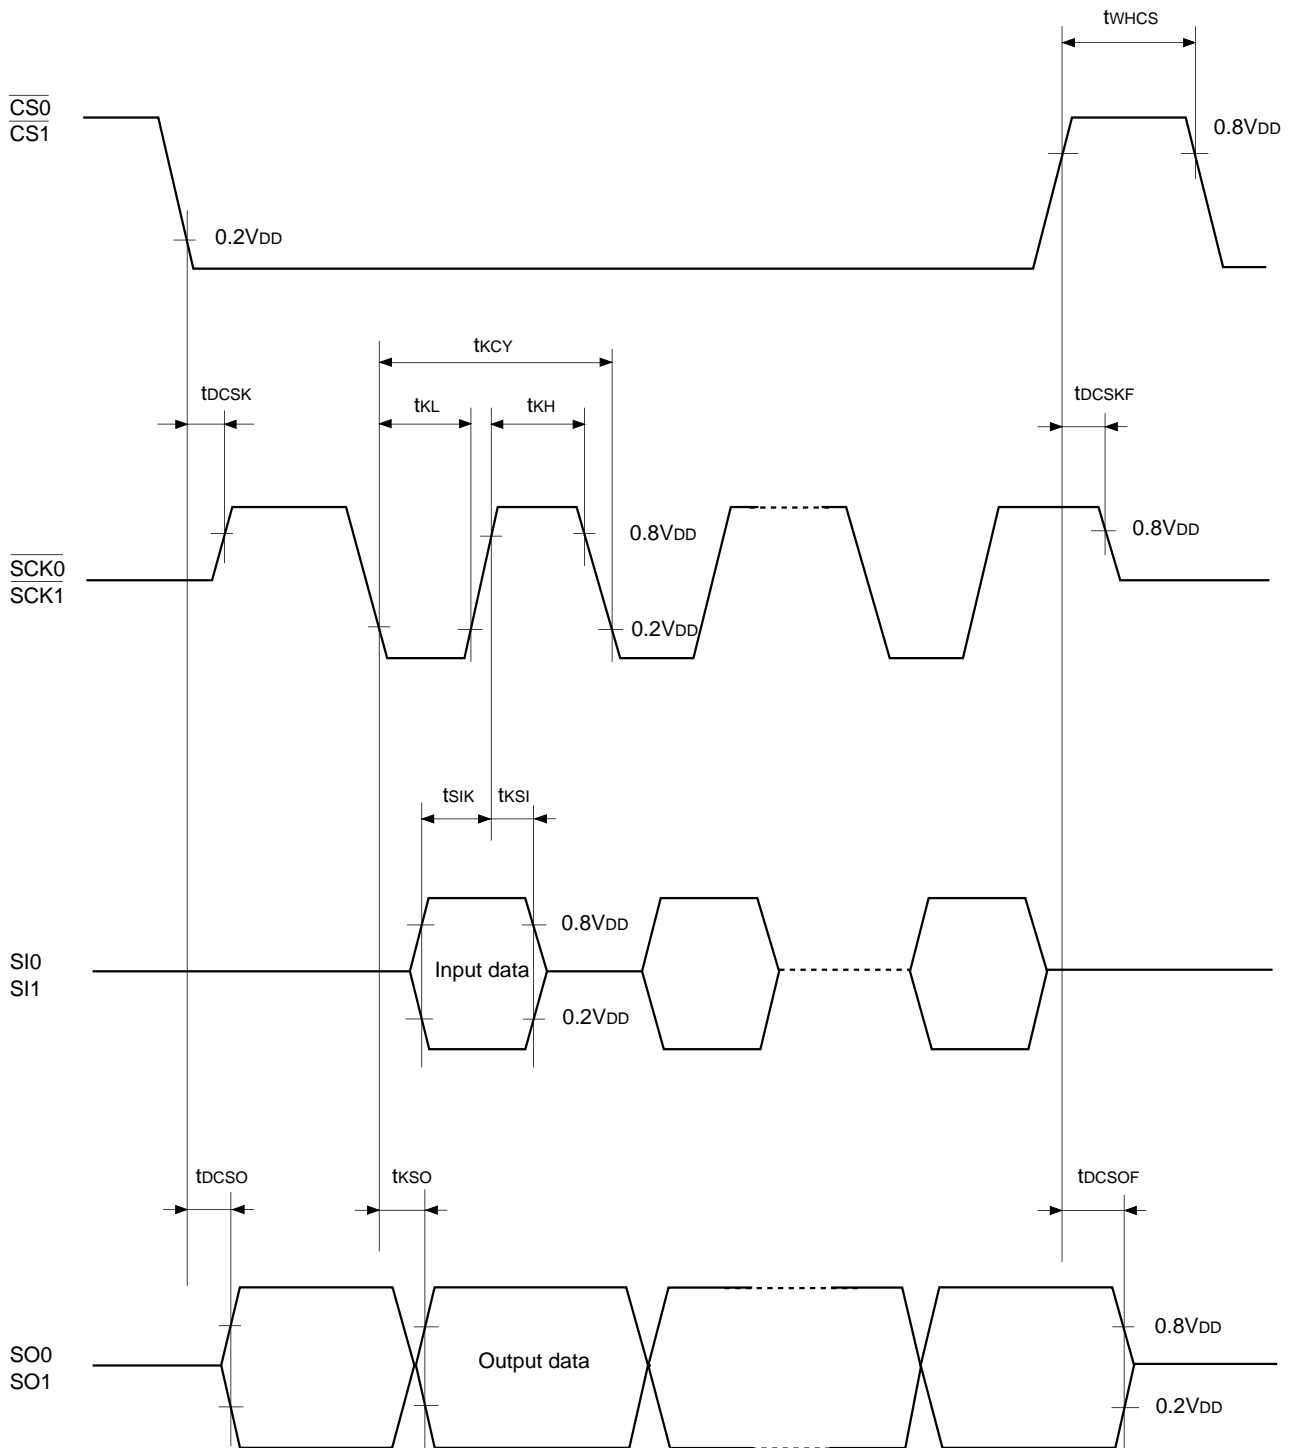 tWHCS
CS0
CS1
0.8VDD
0.2VDD
tKCY
tDCSK
tKL
tKH
tDCSKF
0.8VDD
0.8VDD
SCK0
SCK1
0.2VDD
tSIK
tKSI
0.8VDD
Input data
SI0
SI1
0.2VDD
tDCSO
tKSO
tDCSOF
0.8VDD
SO0
SO1
Output data
0.2VDD